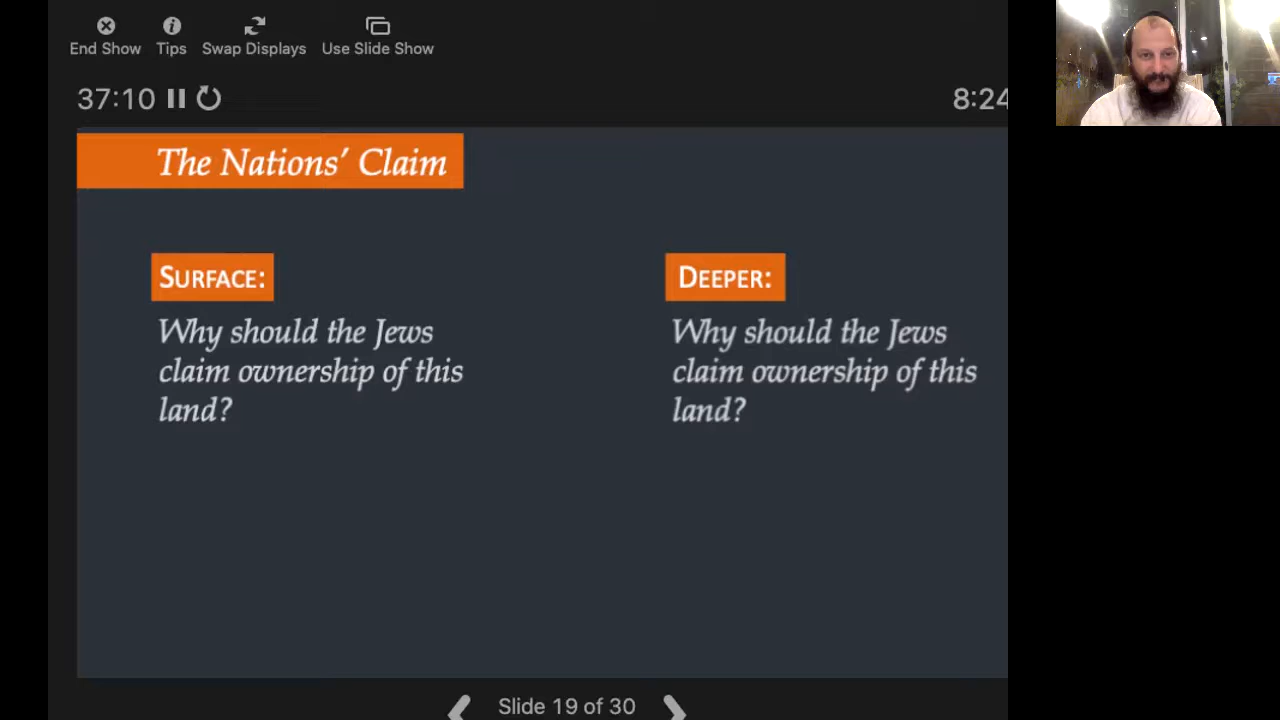 End Show
Tips
Swap Displays
Use Slide Show
37:10
8:24
The Nations' Claim
SURFACE:
Why should the Jews
claim ownership of this
land?
DEEPER:
Why should the Jews
claim ownership of this
land?
Slide 19 of 30